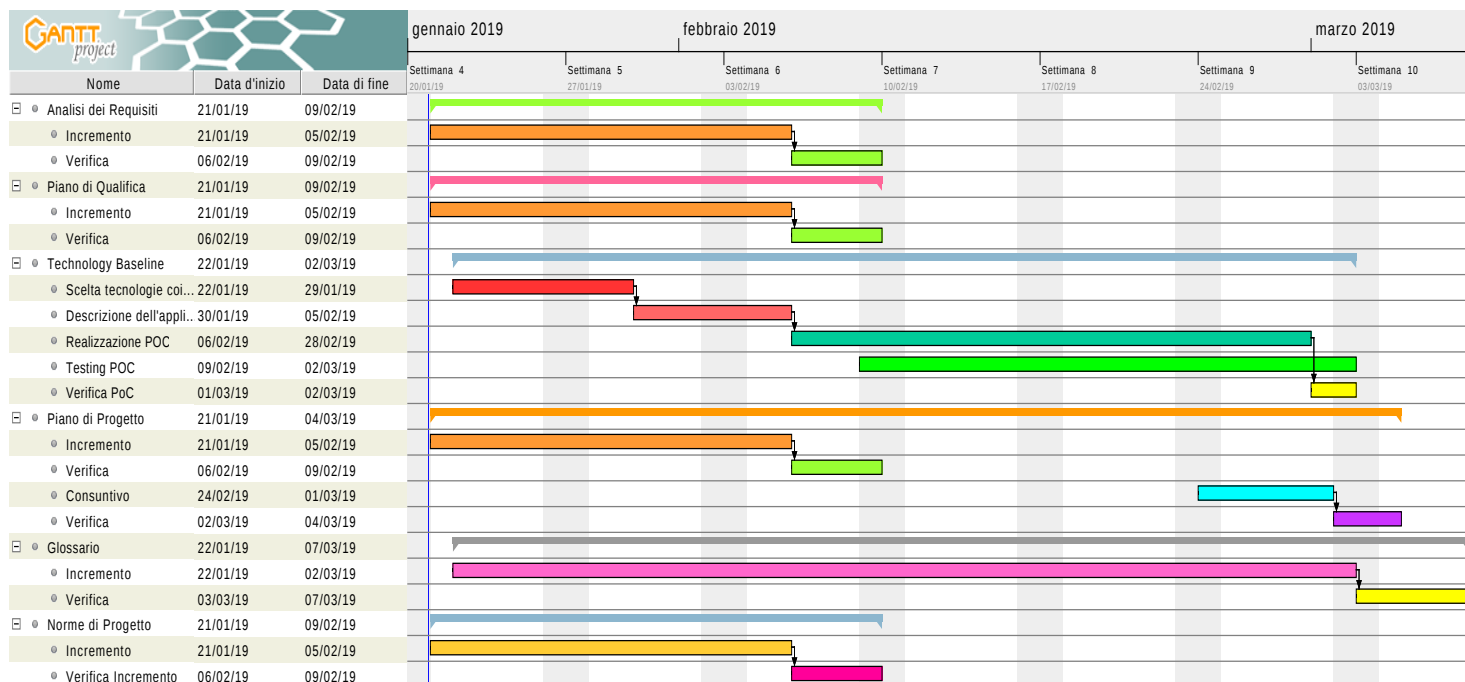 GANTT
project
gennaio 2019 febbraio 2019 marzo 2019
Settimana 4 Settimana 5 Settimana 6 Settimana 7 Settimana 8 Settimana 9 Settimana 10
20/01/19 27/01/19 03/02/19 10/02/19 17/02/19 24/02/19 03/03/19
Nome Data d'inizio Data di fine
Analisi dei Requisiti 21/01/19 09/02/19
Incremento 21/01/19 05/02/19
Verifica 06/02/19 09/02/19
Piano di Qualifica 21/01/19 09/02/19
Incremento 21/01/19 05/02/19
Verifica 06/02/19 09/02/19
Technology Baseline 22/01/19 02/03/19
Scelta tecnologie coi... 22/01/19 29/01/19
Descrizione dell'appli.. 30/01/19 05/02/19
Realizzazione POC 06/02/19 28/02/19
Testing POC 09/02/19 02/03/19
Verifica PoC 01/03/19 02/03/19
Piano di Progetto 21/01/19 04/03/19
Incremento 21/01/19 05/02/19
Verifica 06/02/19 09/02/19
Consuntivo 24/02/19 01/03/19
Verifica 02/03/19 04/03/19
Glossario 22/01/19 07/03/19
Incremento 22/01/19 02/03/19
Verifica 03/03/19 07/03/19
Norme di Progetto 21/01/19 09/02/19
Incremento 21/01/19 05/02/19
Verifica Incremento 06/02/19 09/02/19